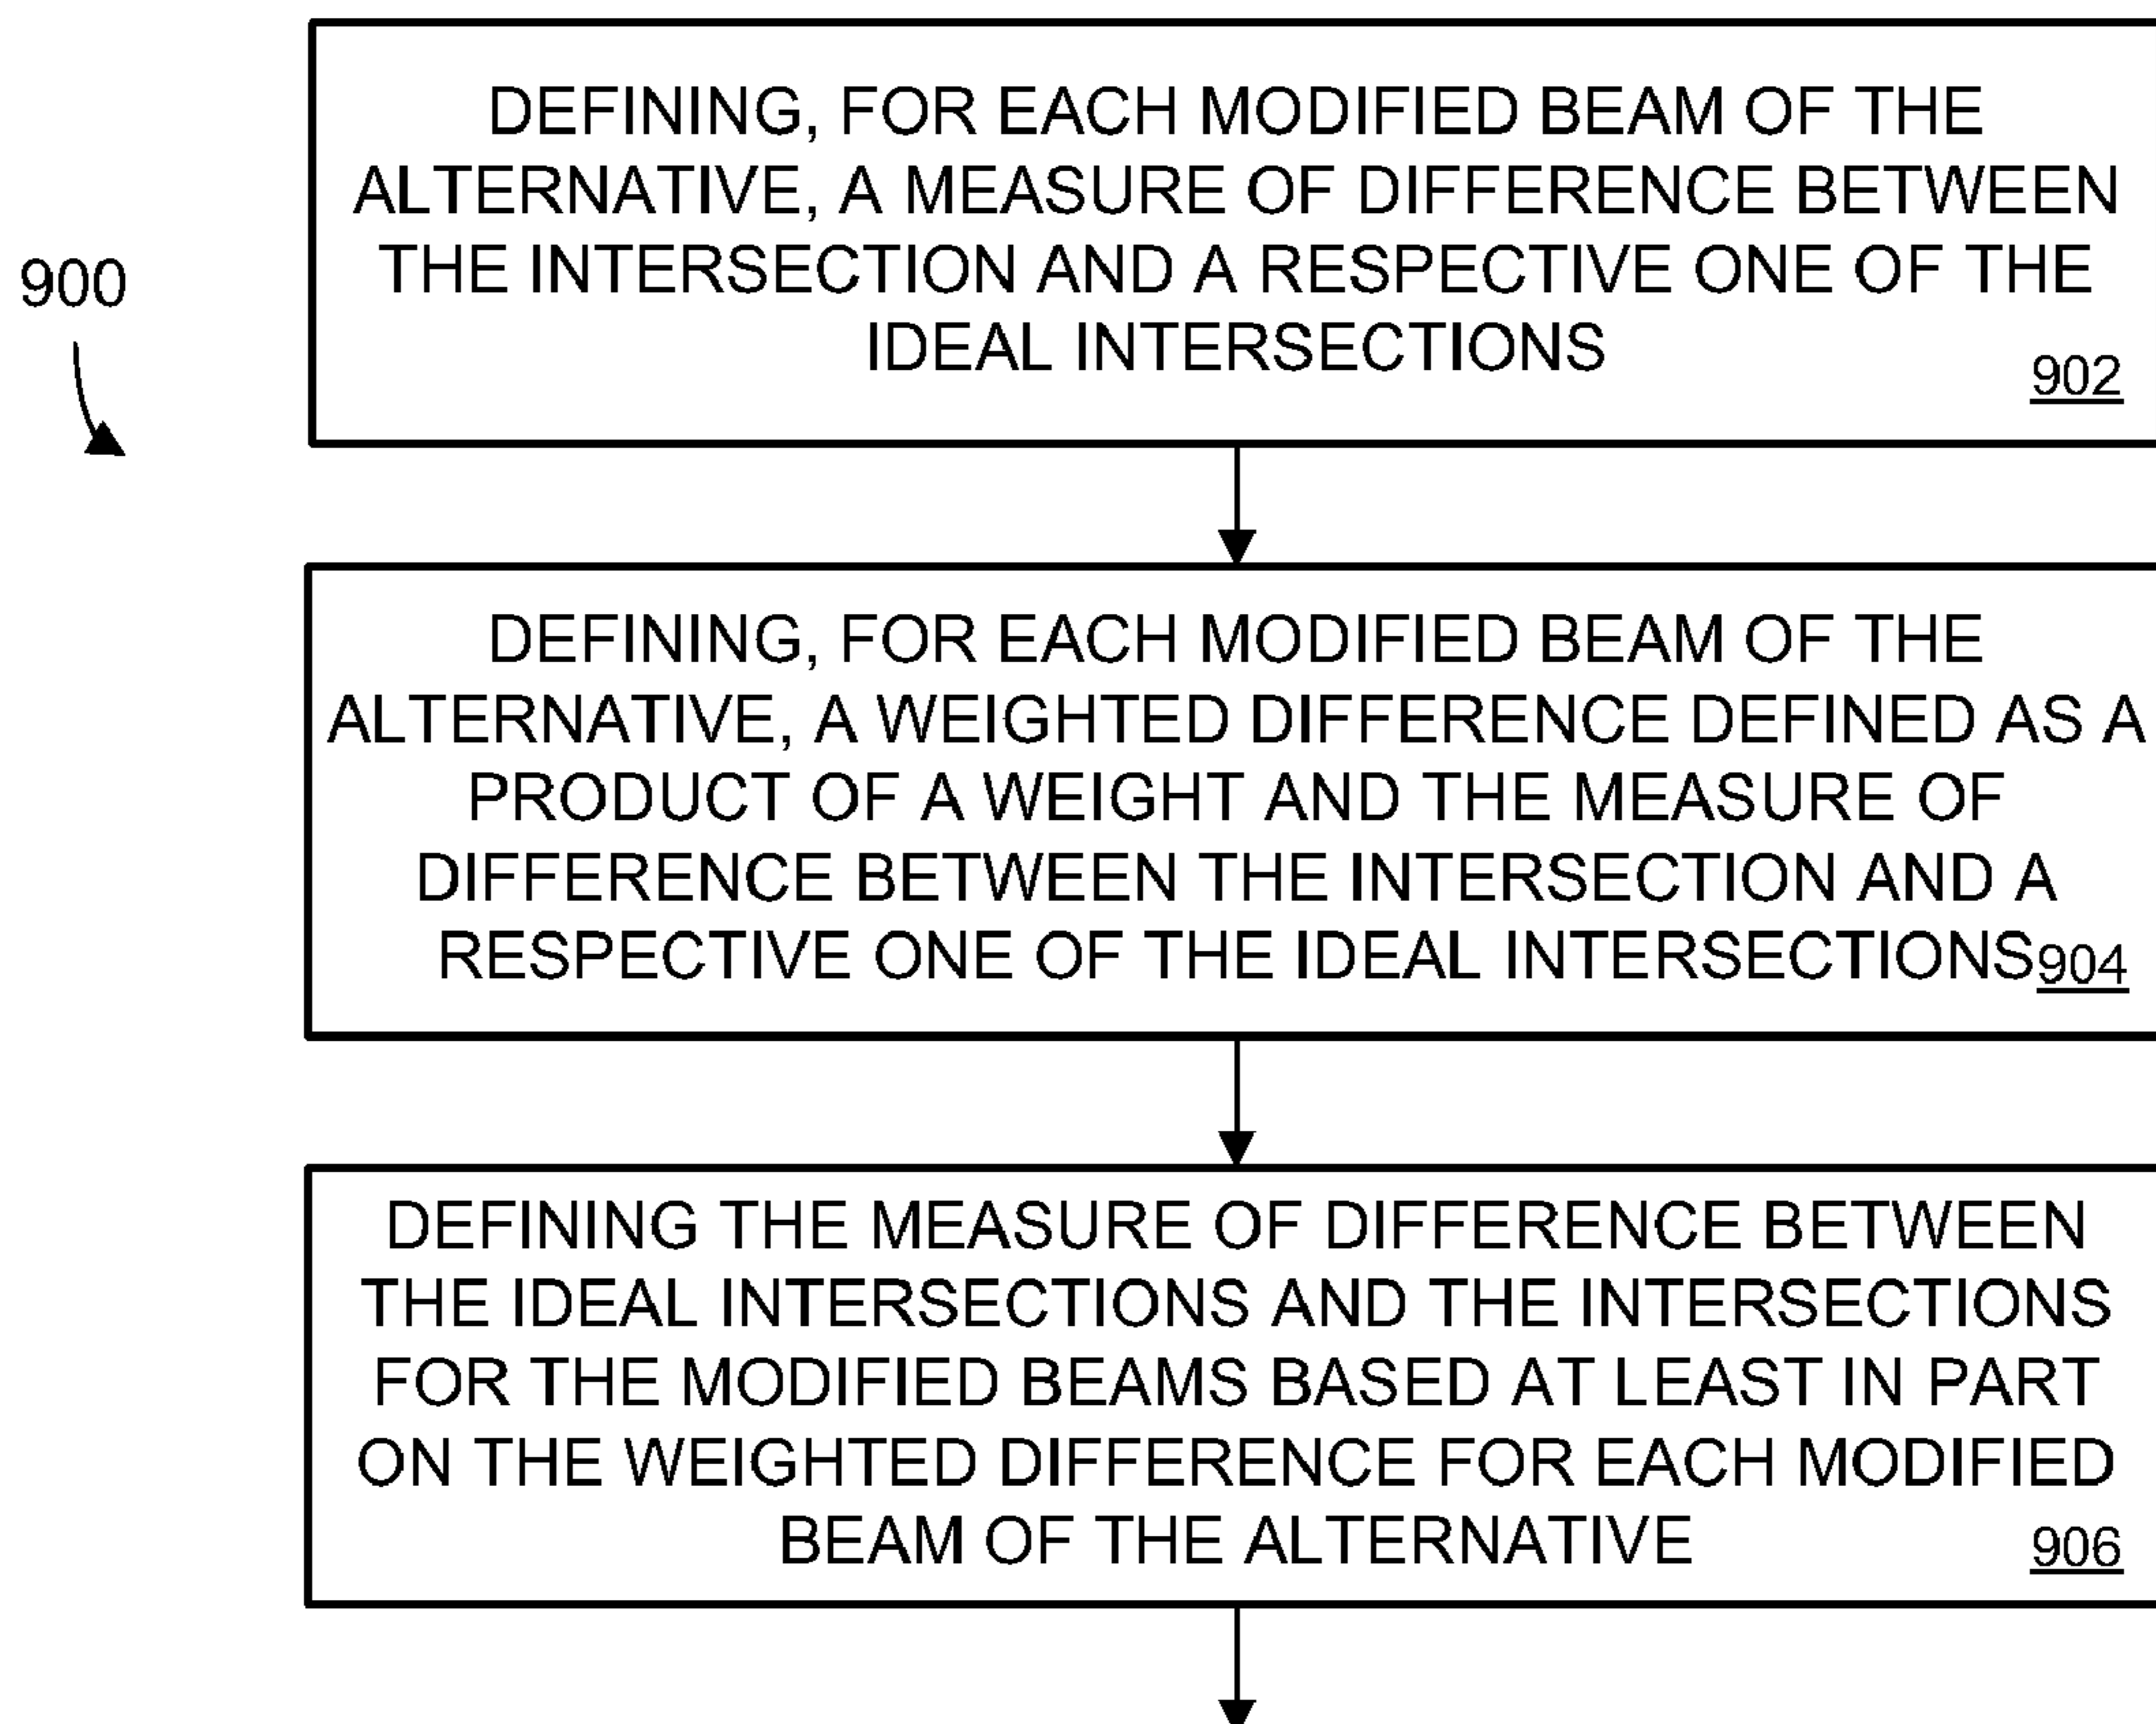 900
DEFINING, FOR EACH MODIFIED BEAM OF THE
ALTERNATIVE, A MEASURE OF DIFFERENCE BETWEEN
THE INTERSECTION AND A RESPECTIVE ONE OF THE
IDEAL INTERSECTIONS
902
DEFINING, FOR EACH MODIFIED BEAM OF THE
ALTERNATIVE, A WEIGHTED DIFFERENCE DEFINED AS A
PRODUCT OF A WEIGHT AND THE MEASURE OF
DIFFERENCE BETWEEN THE INTERSECTION AND A
RESPECTIVE ONE OF THE IDEAL INTERSECTIONS
904
DEFINING THE MEASURE OF DIFFERENCE BETWEEN
THE IDEAL INTERSECTIONS AND THE INTERSECTIONS
FOR THE MODIFIED BEAMS BASED AT LEAST IN PART
ON THE WEIGHTED DIFFERENCE FOR EACH MODIFIED
BEAM OF THE ALTERNATIVE
906